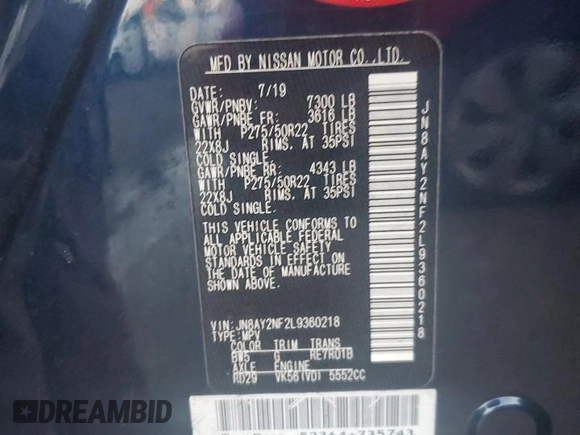 MFD BY NISSAN MOTOR CO.,LTD.
DATE: 7/19
GVWR/PNBV: 7300 LB
GAWR/PNBE FR: 3616 LB
WITH P275/50R22 TIRES
22X8J RIMS, AT 35PSI
COLD SINGLE.
GAWR/PNBE RR: 4343 LB
WITH P275/50R22 TIRES
22X8J RIMS, AT 35PSI
COLD SINGLE.
THIS VEHICLE CONFORMS TO
ALL APPLICABLE FEDERAL
MOTOR VEHICLE SAFETY
STANDARDS IN EFFECT ON
THE DATE OF MANUFACTURE
SHOWN ABOVE.
VIN:JN8AY2NF2L9360218
TYPE:MPV
COLOR TRIM TRANS
BW5 G RE7R01B
AXLE ENGINE
RD29 VK56(VD) 5552CC
JN8AY2NF2L9360218
EPIC
DREAMBID